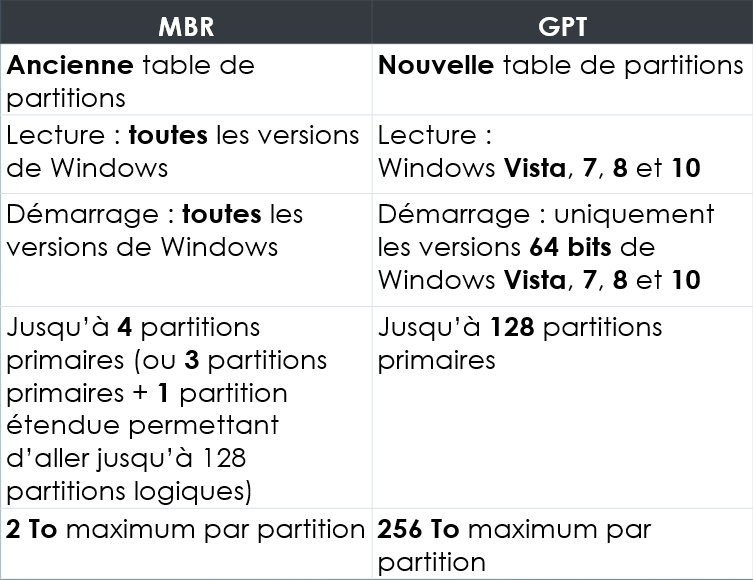 MBR
GPT
Ancienne table de
partitions
Nouvelle table de partitions
Lecture : toutes les versions
de Windows
Lecture :
Windows Vista, 7, 8 et 10
Démarrage : toutes les
versions de Windows
Démarrage : uniquement
les versions 64 bits de
Windows Vista, 7, 8 et 10
Jusqu’à 4 partitions
primaires (ou 3 partitions
primaires + 1 partition
étendue permettant
d’aller jusqu’à 128
partitions logiques)
Jusqu’à 128 partitions
primaires
2 To maximum par partition
256 To maximum par
partition